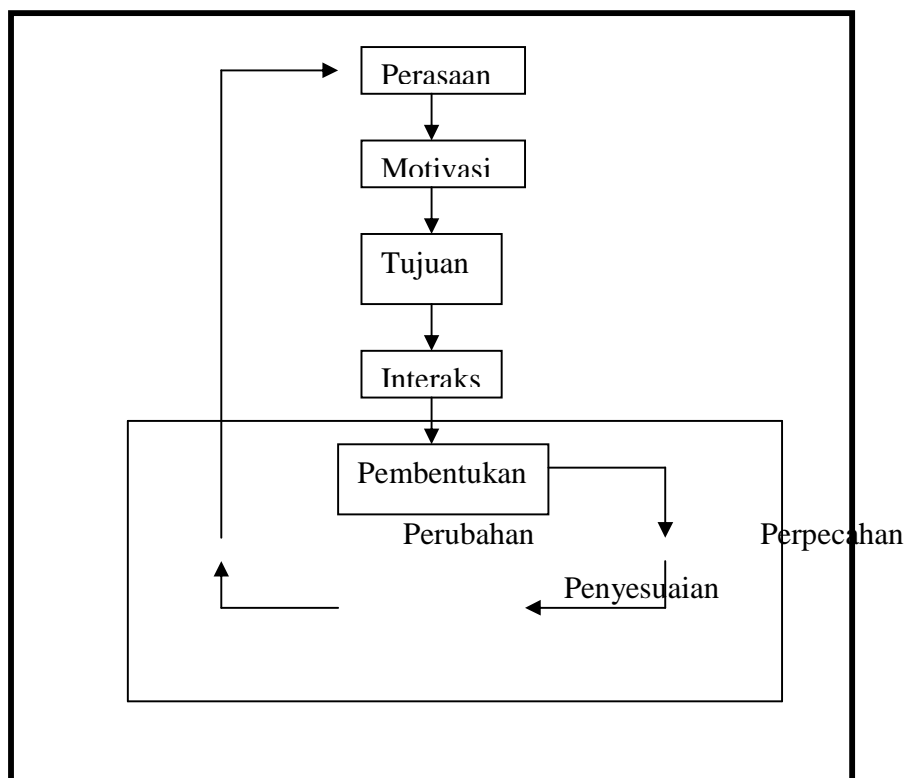 Perasaan
Motivasi
Tujuan
Interaks
Pembentukan
Perubahan Perpecahan
Penyesuaian